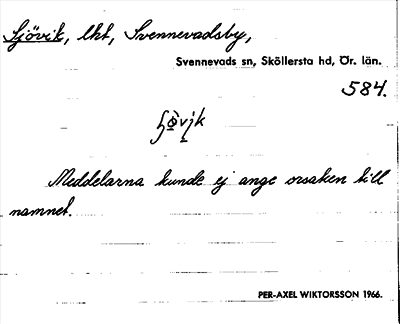 Sjövik, lht, Svennevadsby,
Svennevads sn, Sköllersta hd, Ör. län.
584.
Meddelarna kunde ej ange orsaken till
namnet.
PER-AXEL WIKTORSSON 1966.